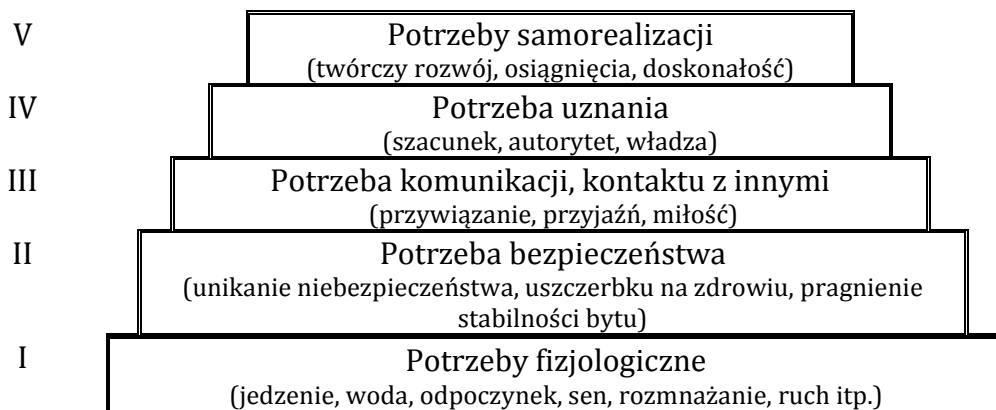 V
Potrzeby samorealizacji
(twórczy rozwój, osiągnięcia, doskonałość)
IV
Potrzeba uznania
(szacunek, autorytet, władza)
III
Potrzeba komunikacji, kontaktu z innymi
(przywiązanie, przyjaźń, miłość)
II
Potrzeba bezpieczeństwa
(unikanie niebezpieczeństwa, uszczerbku na zdrowiu, pragnienie
stabilności bytu)
I
Potrzeby fizjologiczne
(jedzenie, woda, odpoczynek, sen, rozmnażanie, ruch itp.)